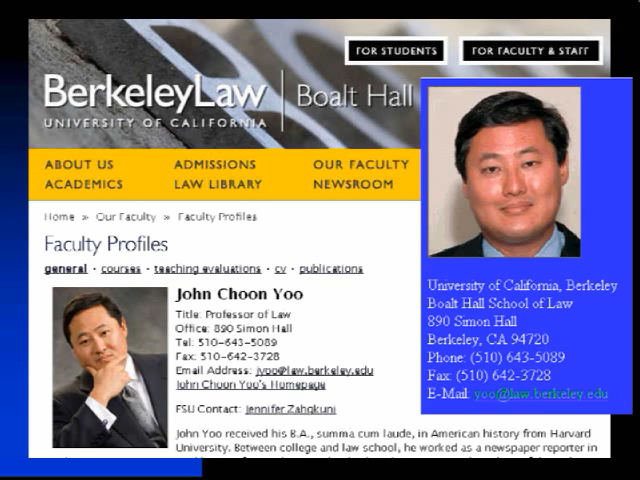 FOR STUDENTS
FOR FACULTY & STAFF
BerkeleyLaw
Boalt Hall
UNIVERSITY OF CALIFORNIA
ABOUT US
ADMISSIONS
OUR FACULTY
ACADEMICS
LAW LIBRARY
NEWSROOM
Home » Our Faculty » Faculty Profiles
Faculty Profiles
general · courses · teaching evaluations · cv · publications
John Choon Yoo
Title: Professor of Law
Office: 890 Simon Hall
Tel: 510-643-5089
Fax: 510-642-3728
Email Address: jyoo@law.berkeley.edu
John Choon Yoo's Homepage
FSU Contact: Jennifer Zahgkuni
John Yoo received his B.A., summa cum laude, in American history from Harvard
University. Between college and law school, he worked as a newspaper reporter in
University of California, Berkeley
Boalt Hall School of Law
890 Simon Hall
Berkeley, CA 94720
Phone: (510) 643-5089
Fax: (510) 642-3728
E-Mail: yoo@law.berkeley.edu